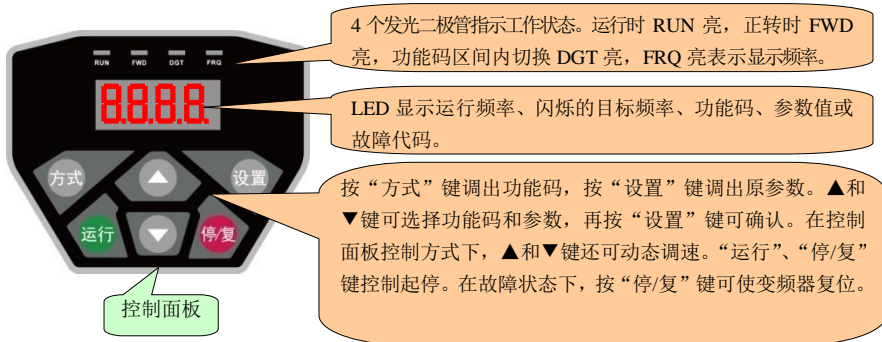 4 个发光二极管指示工作状态。运行时 RUN 亮，正转时 FWD
亮，功能码区间内切换 DGT 亮，FRQ 亮表示显示频率。
RUN FWD DGT FRQ
8.8.8.8.
LED 显示运行频率、闪烁的目标频率、功能码、参数值或
故障代码。
方式
设置
运行
停/复
按“方式”键调出功能码，按“设置”键调出原参数。▲和
▼键可选择功能码和参数，再按“设置”键可确认。在控制
面板控制方式下，▲和▼键还可动态调速。“运行”、“停/复”
键控制起停。在故障状态下，按“停/复”键可使变频器复位。
控制面板